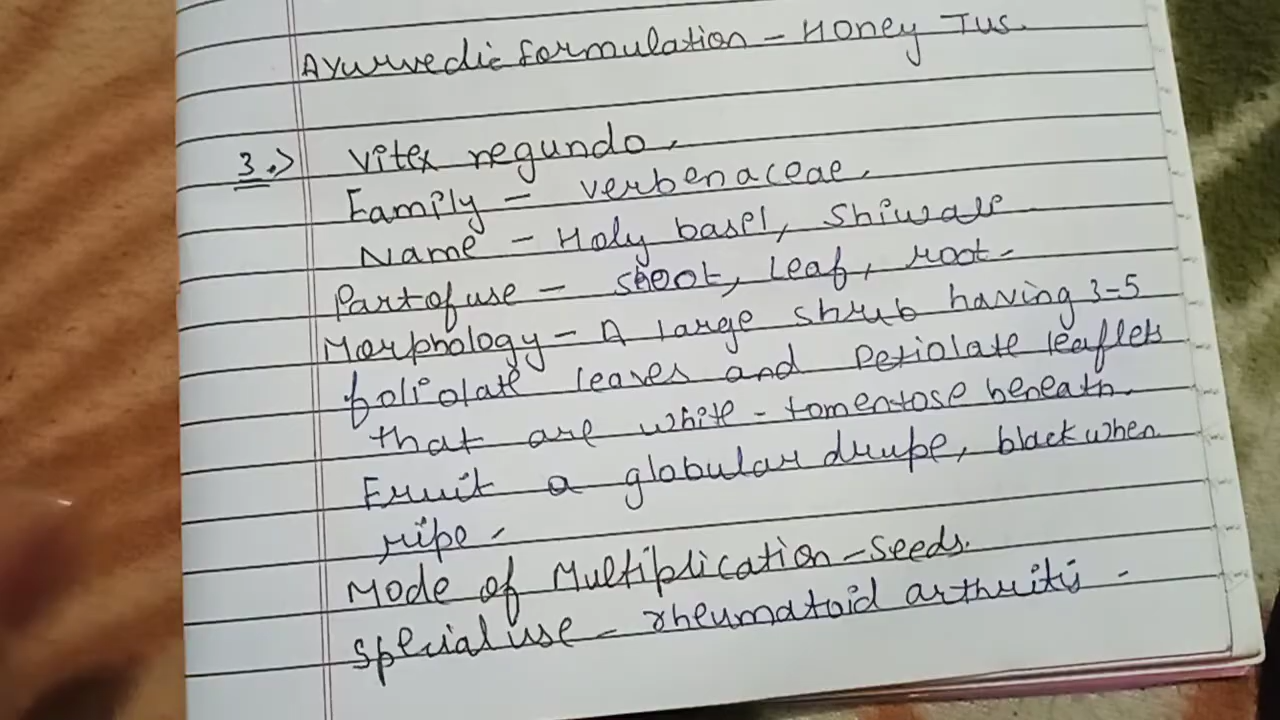 Ayurvedic formulation - Honey Tus.
3.> Vitex negundo.
Family - verbenaceae.
Name - Holy basel, Shiwale
Part of use - shoot, leaf, root.
Morphology - A large shrub having 3-5
foliolate leaves and Petiolate leaflets
that are white - tomentose beneath.
Fruit a globular drupe, black when
ripe.
Mode of Multiplication - seeds.
Special use - rheumatoid arthritis -